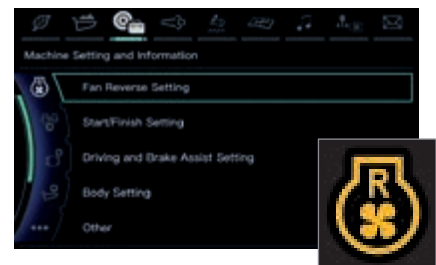 Machine Setting and Information
Fan Reverse Setting
Start/Finish Setting
Driving and Brake Assist Setting
Body Setting
Other
R